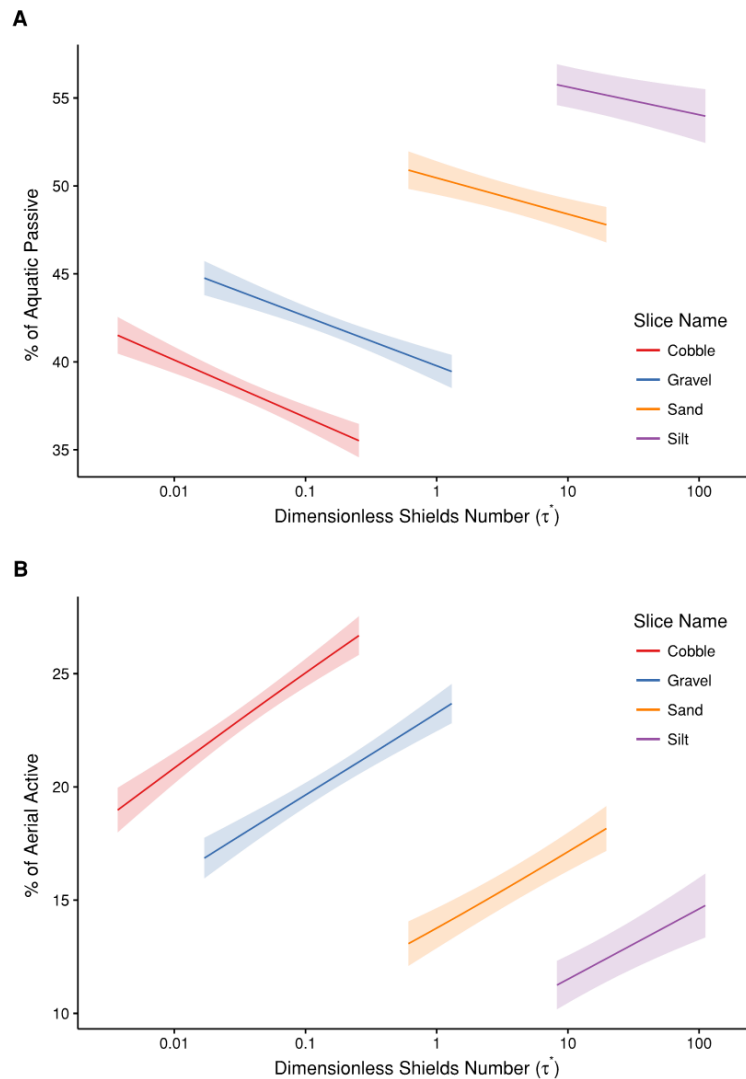 A
% of Aquatic Passive
55
50
45
40
35
Slice Name
Cobble
Gravel
Sand
Silt
0.01 0.1 1 10 100
Dimensionless Shields Number (τ*)
B
% of Aerial Active
25
20
15
10
Slice Name
Cobble
Gravel
Sand
Silt
0.01 0.1 1 10 100
Dimensionless Shields Number (τ*)